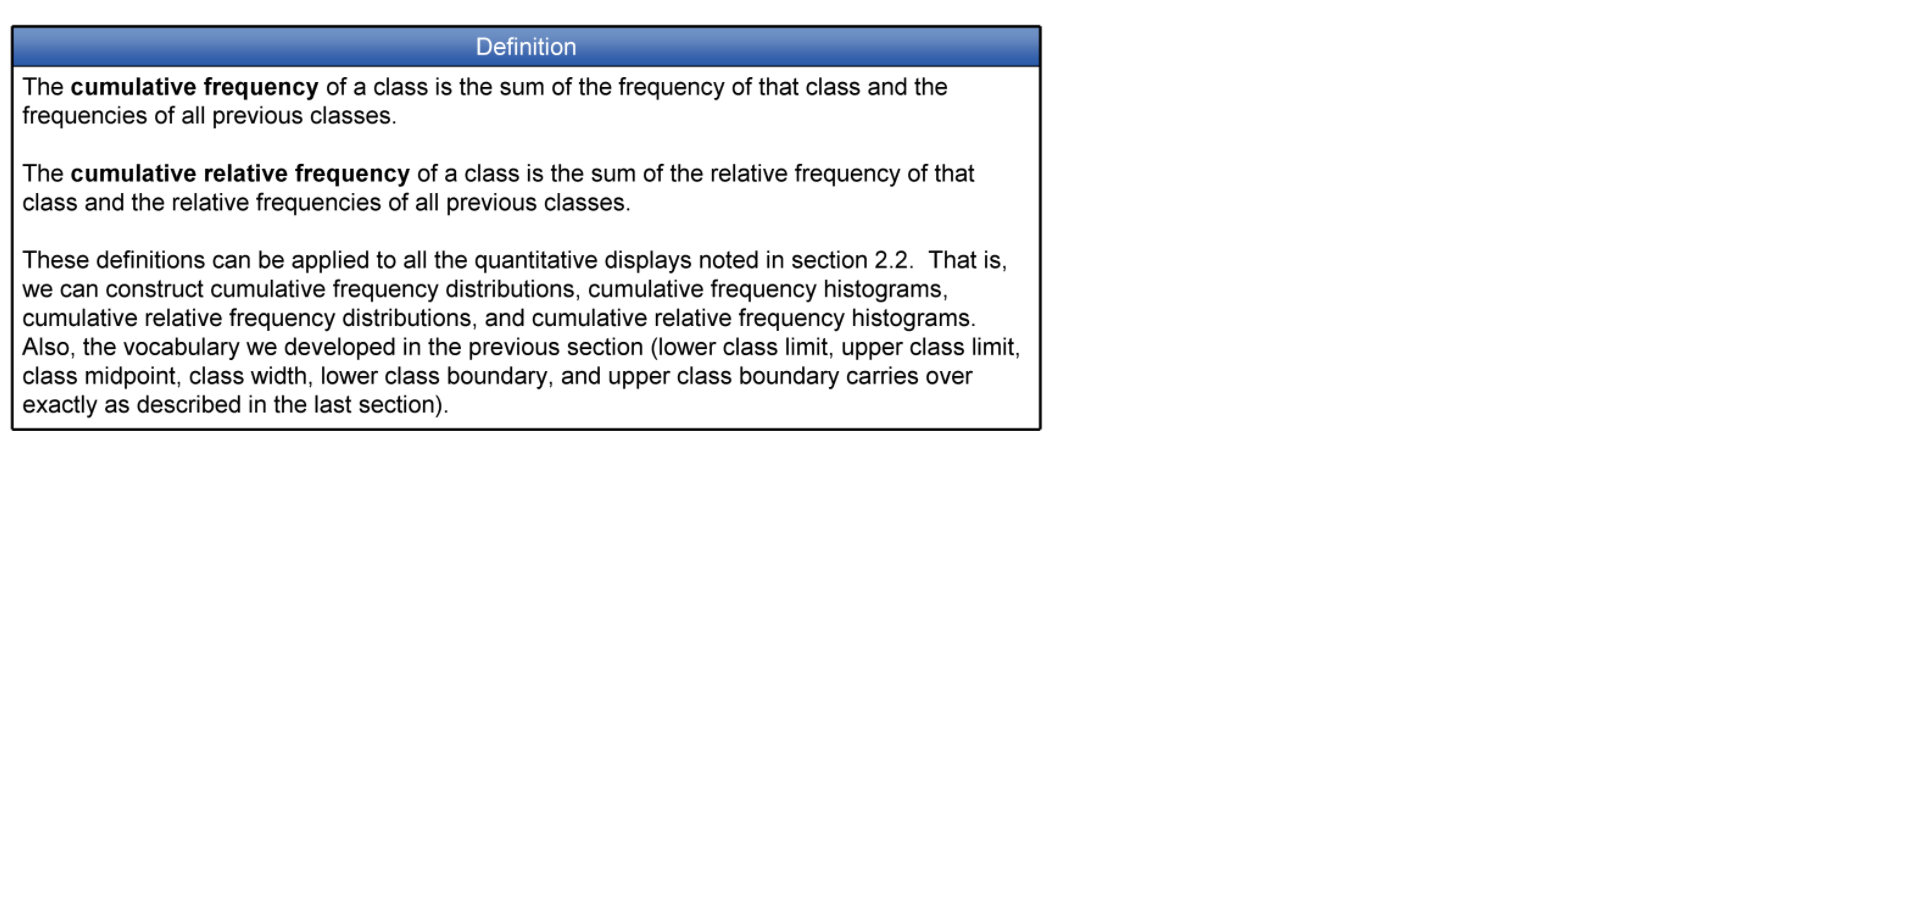 Definition
The cumulative frequency of a class is the sum of the frequency of that class and the
frequencies of all previous classes.
The cumulative relative frequency of a class is the sum of the relative frequency of that
class and the relative frequencies of all previous classes.
These definitions can be applied to all the quantitative displays noted in section 2.2.  That is,
we can construct cumulative frequency distributions, cumulative frequency histograms,
cumulative relative frequency distributions, and cumulative relative frequency histograms.
Also, the vocabulary we developed in the previous section (lower class limit, upper class limit,
class midpoint, class width, lower class boundary, and upper class boundary carries over
exactly as described in the last section).